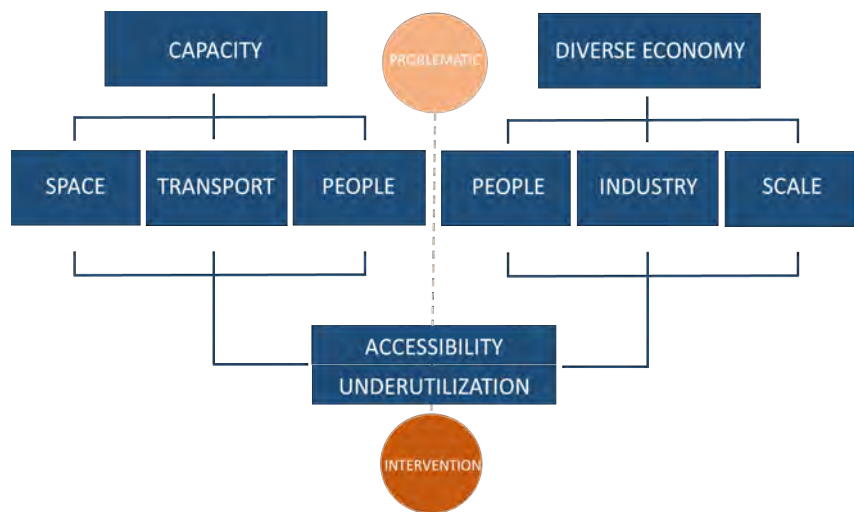 CAPACITY
PROBLEMATIC
DIVERSE ECONOMY
SPACE
TRANSPORT
PEOPLE
PEOPLE
INDUSTRY
SCALE
ACCESSIBILITY
UNDERUTILIZATION
INTERVENTION